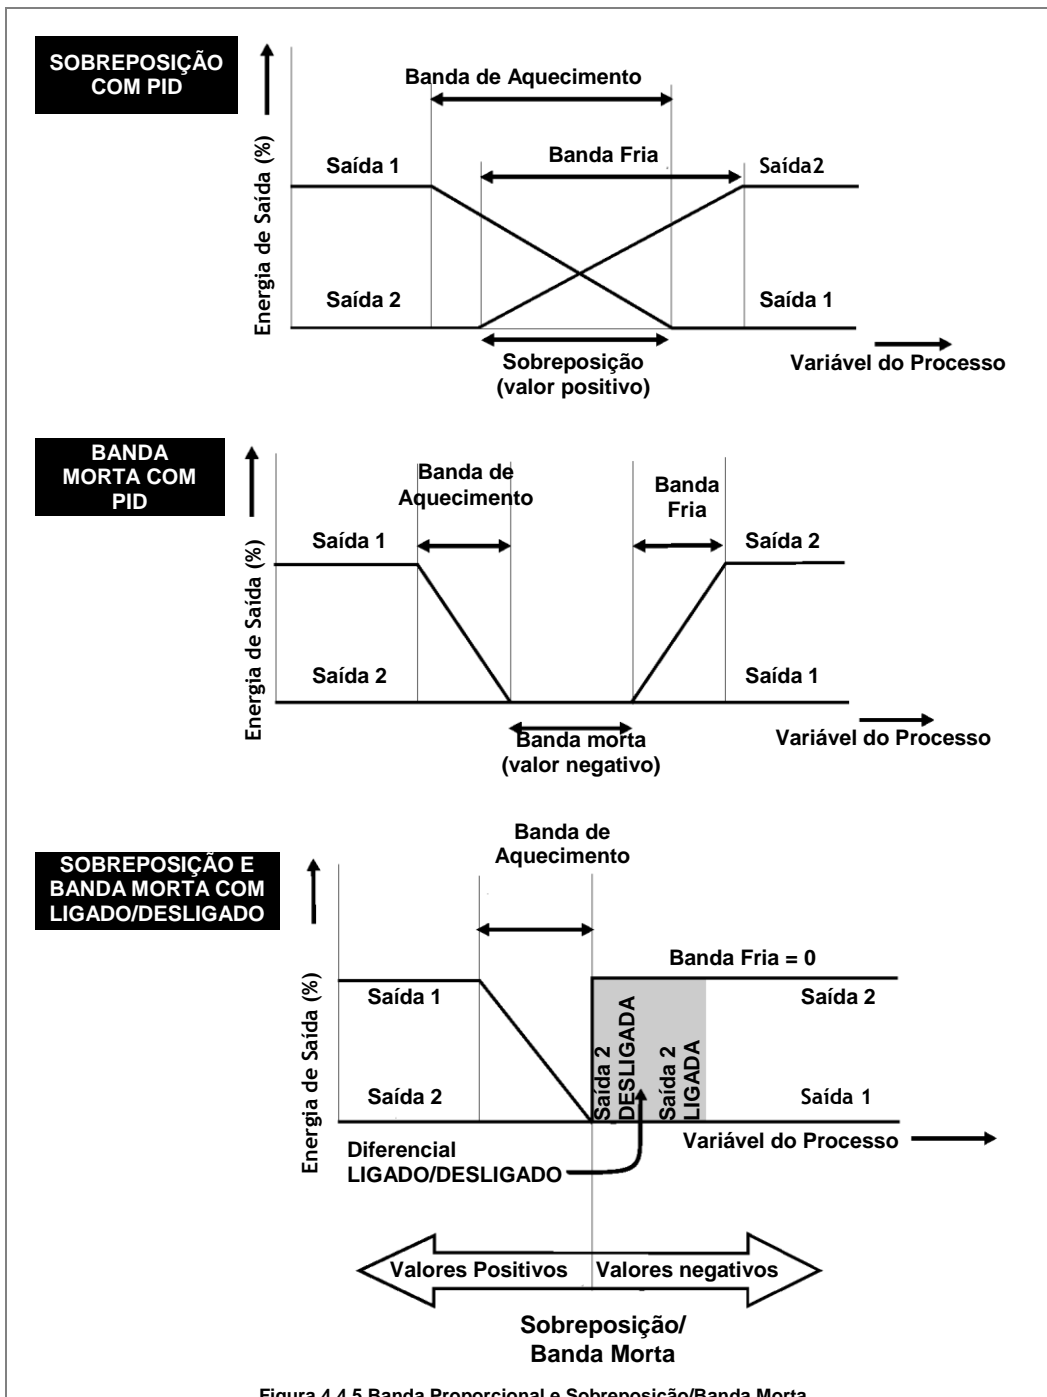 SOBREPOSIÇÃO
COM PID
Energia de Saída (%)
Banda de Aquecimento
Banda Fria
Saída 1
Saída2
Saída 2
Saída 1
Sobreposição
(valor positivo)
Variável do Processo
BANDA
MORTA COM
PID
Energia de Saída (%)
Banda de
Aquecimento
Banda
Fria
Saída 1
Saída 2
Saída 2
Saída 1
Banda morta
(valor negativo)
Variável do Processo
SOBREPOSIÇÃO E
BANDA MORTA COM
LIGADO/DESLIGADO
Energia de Saída (%)
Banda de
Aquecimento
Banda Fria = 0
Saída 1
Saída 2
Saída 2
DESLIGADA
Saída 2
LIGADA
Saída 2
Saída 1
Diferencial
LIGADO/DESLIGADO
Variável do Processo
Valores Positivos
Valores negativos
Sobreposição/
Banda Morta
Figura 4.4.5 Banda Proporcional e Sobreposição/Banda Morta